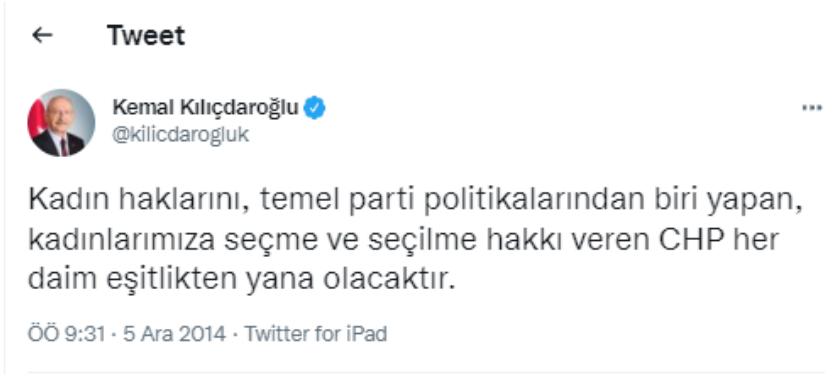 Tweet
Kemal Kılıçdaroğlu
@kilicdarogluk
Kadın haklarını, temel parti politikalarından biri yapan,
kadınlarımıza seçme ve seçilme hakkı veren CHP her
daim eşitlikten yana olacaktır.
ÖÖ 9:31 · 5 Ara 2014 · Twitter for iPad